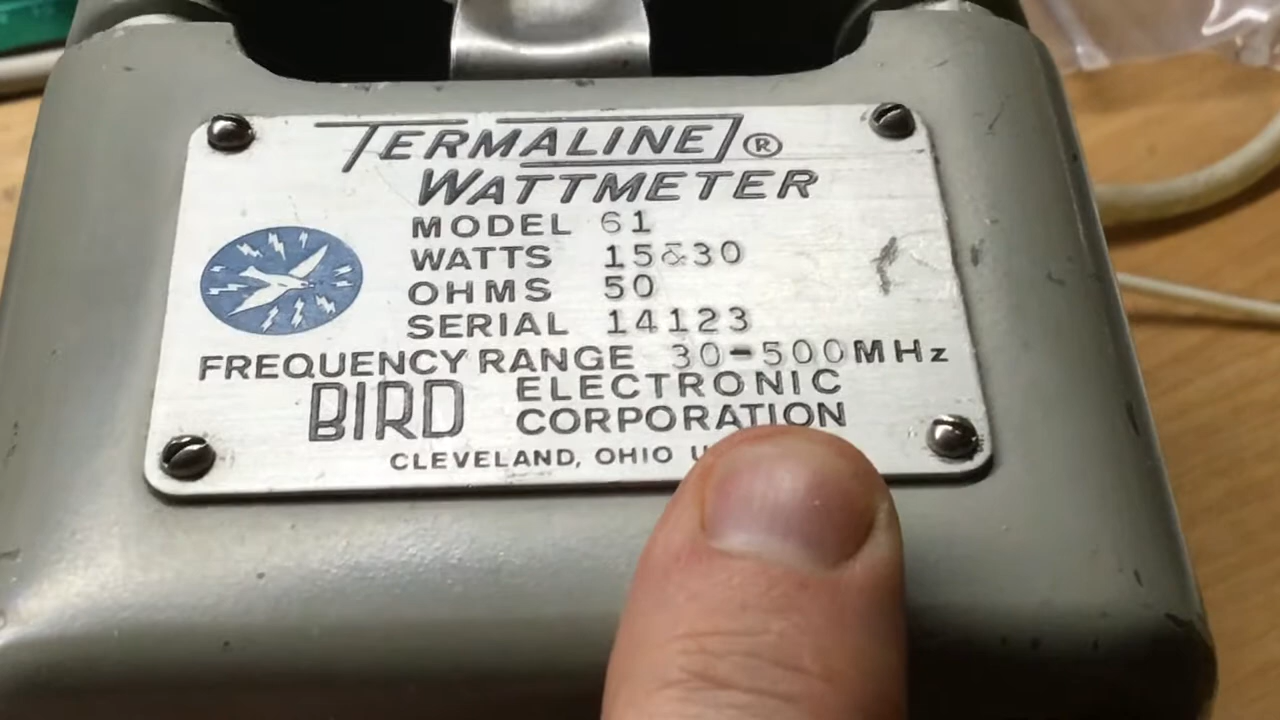 TERMALINE®
WATTMETER
MODEL 61
WATTS 15&30
OHMS 50
SERIAL 14123
FREQUENCY RANGE 30-500MHz
BIRD ELECTRONIC
CORPORATION
CLEVELAND, OHIO